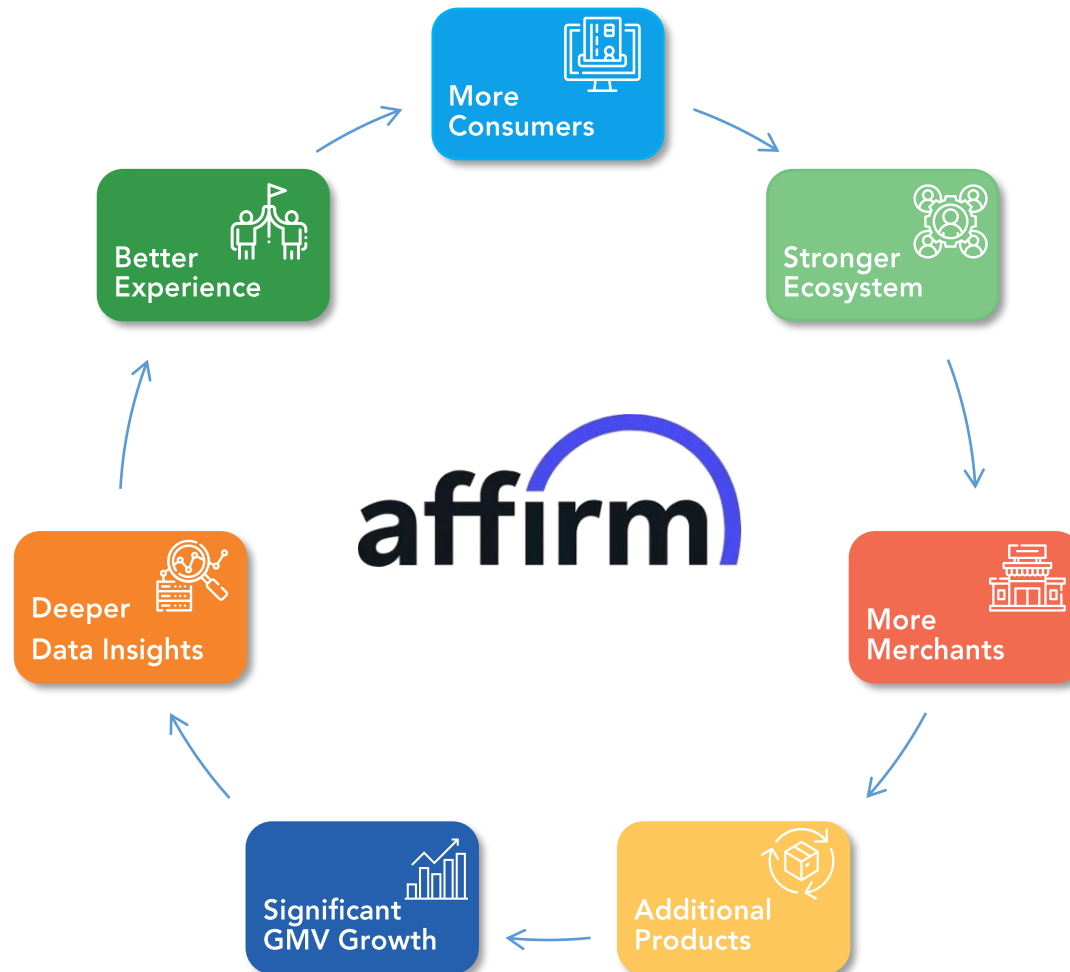 More
Consumers
Stronger
Ecosystem
More
Merchants
Additional
Products
Significant
GMV Growth
Deeper
Data Insights
Better
Experience
affirm